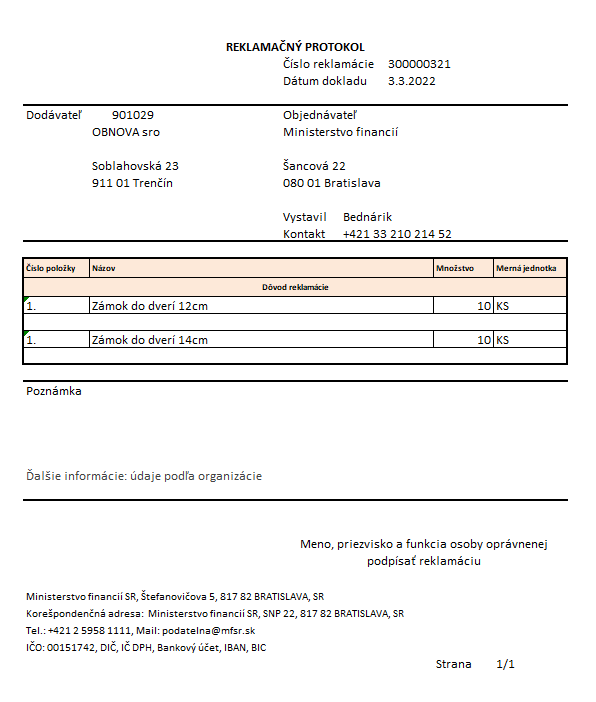 REKLAMAČNÝ PROTOKOL
Číslo reklamácie 300000321
Dátum dokladu 3.3.2022
Dodávateľ 901029 Objednávateľ
OBNOVA sro Ministerstvo financií
Soblahovská 23 Šancová 22
911 01 Trenčín 080 01 Bratislava
Vystavil Bednárik
Kontakt +421 33 210 214 52
Číslo položky Názov Množstvo Merná jednotka
Dôvod reklamácie
1. Zámok do dverí 12cm 10 KS
1. Zámok do dverí 14cm 10 KS
Poznámka
Ďalšie informácie: údaje podľa organizácie
Meno, priezvisko a funkcia osoby oprávnenej
podpísať reklamáciu
Ministerstvo financií SR, Štefanovičova 5, 817 82 BRATISLAVA, SR
Korešpondenčná adresa: Ministerstvo financií SR, SNP 22, 817 82 BRATISLAVA, SR
Tel.: +421 2 5958 1111, Mail: podatelna@mfsr.sk
IČO: 00151742, DIČ, IČ DPH, Bankový účet, IBAN, BIC
Strana 1/1